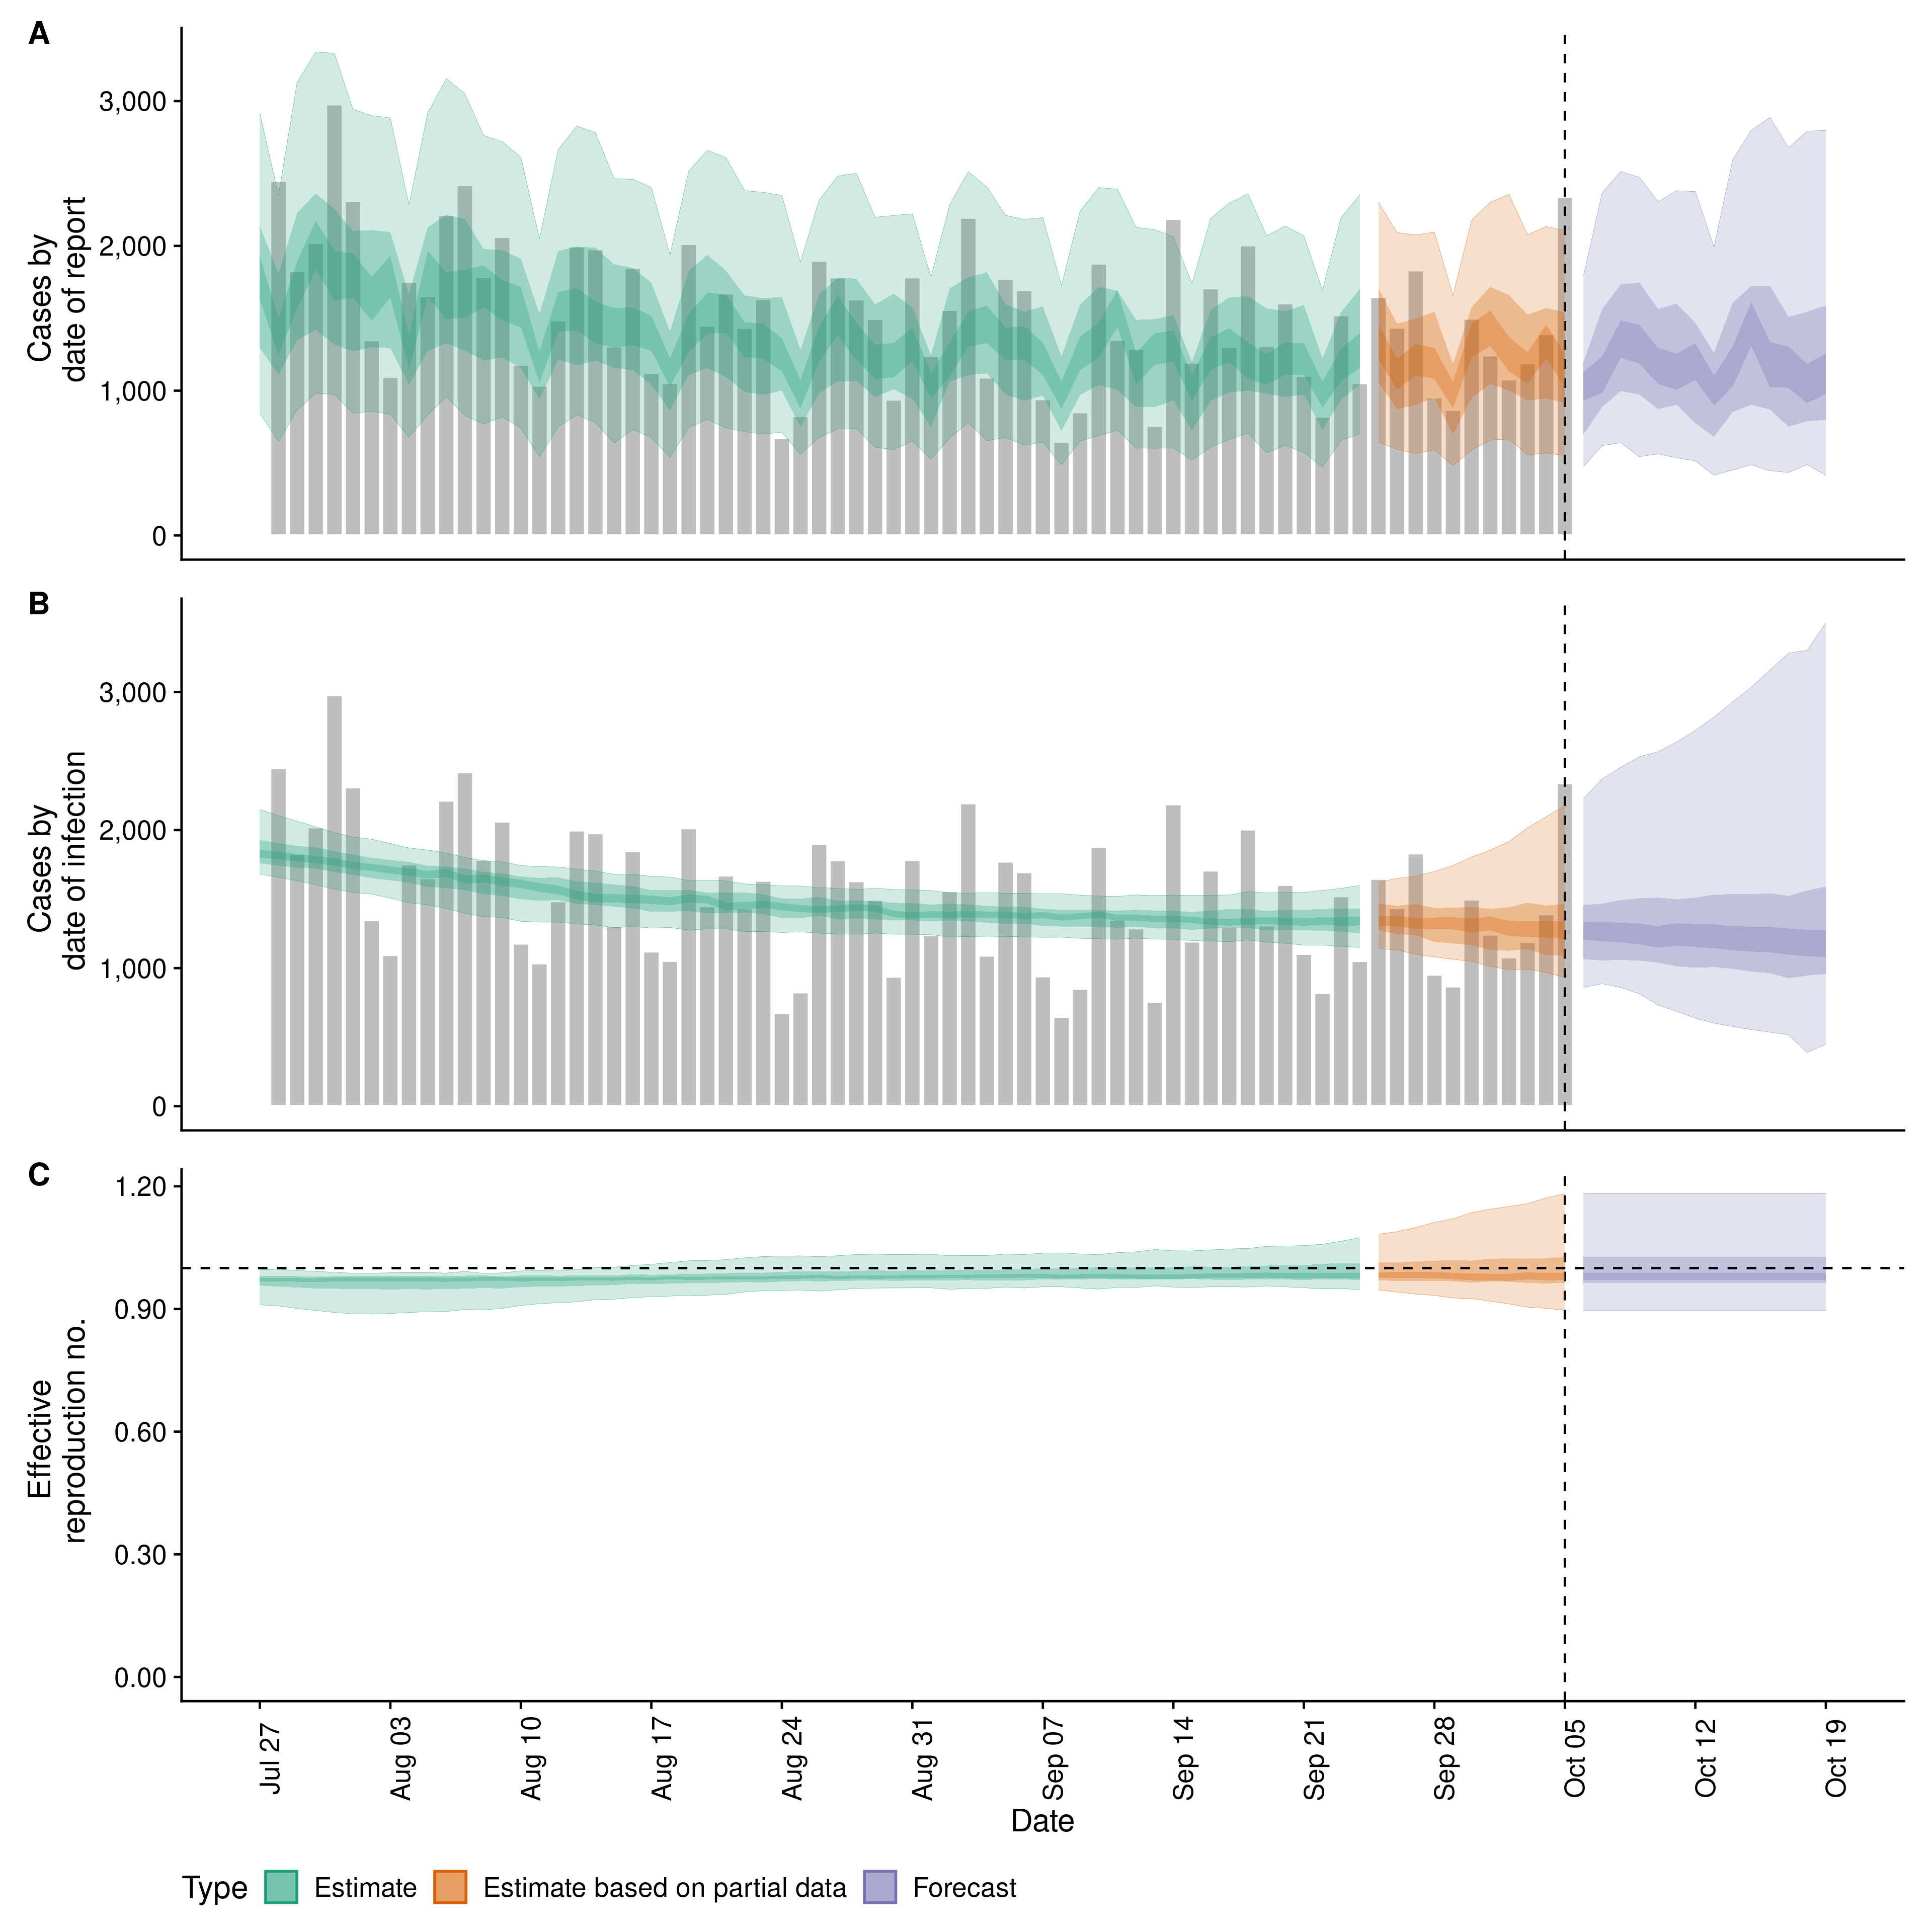 A
Cases by
date of report
3,000
2,000
1,000
0
B
Cases by
date of infection
3,000
2,000
1,000
0
C
Effective
reproduction no.
1.20
0.90
0.60
0.30
0.00
Jul 27
Aug 03
Aug 10
Aug 17
Aug 24
Aug 31
Sep 07
Sep 14
Sep 21
Sep 28
Oct 05
Oct 12
Oct 19
Date
Type Estimate Estimate based on partial data Forecast